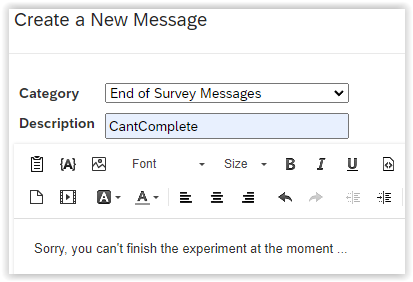 Create a New Message
Category End of Survey Messages
Description CantComplete
{A} Font Size B I U
A A
Sorry, you can't finish the experiment at the moment ...